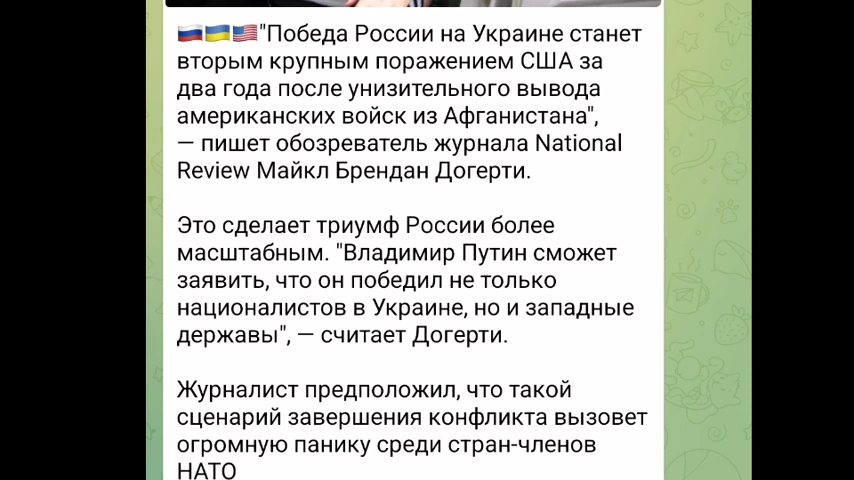 🇷🇺🇺🇦🇺🇸"Победа России на Украине станет
вторым крупным поражением США за
два года после унизительного вывода
американских войск из Афганистана",
— пишет обозреватель журнала National
Review Майкл Брендан Догерти.
Это сделает триумф России более
масштабным. "Владимир Путин сможет
заявить, что он победил не только
националистов в Украине, но и западные
державы", — считает Догерти.
Журналист предположил, что такой
сценарий завершения конфликта вызовет
огромную панику среди стран-членов
НАТО